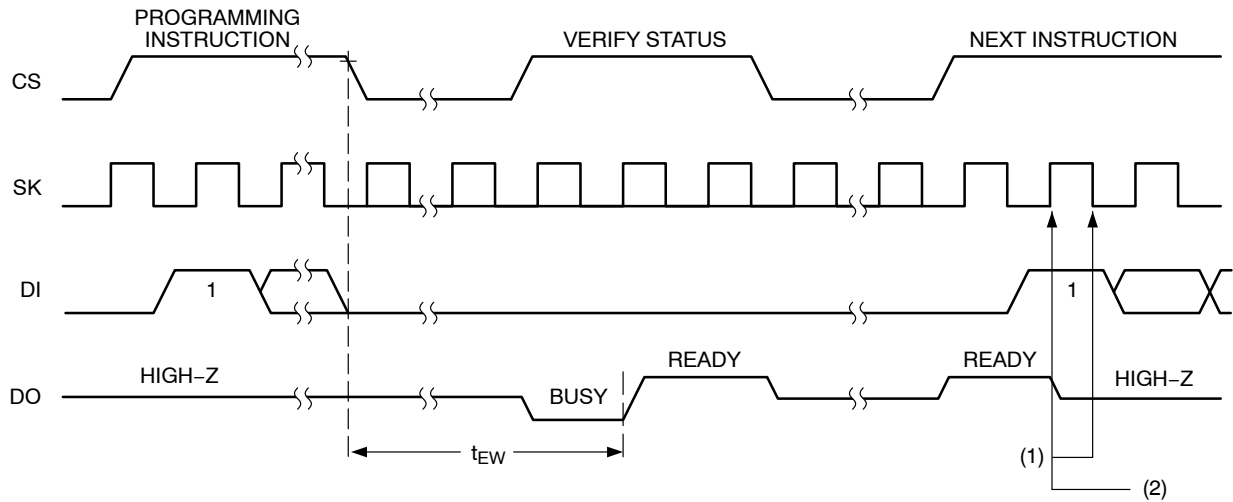 PROGRAMMING
INSTRUCTION
VERIFY STATUS
NEXT INSTRUCTION
CS
SK
DI
1
1
DO
HIGH−Z
BUSY
READY
READY
HIGH−Z
tEW
(1)
(2)